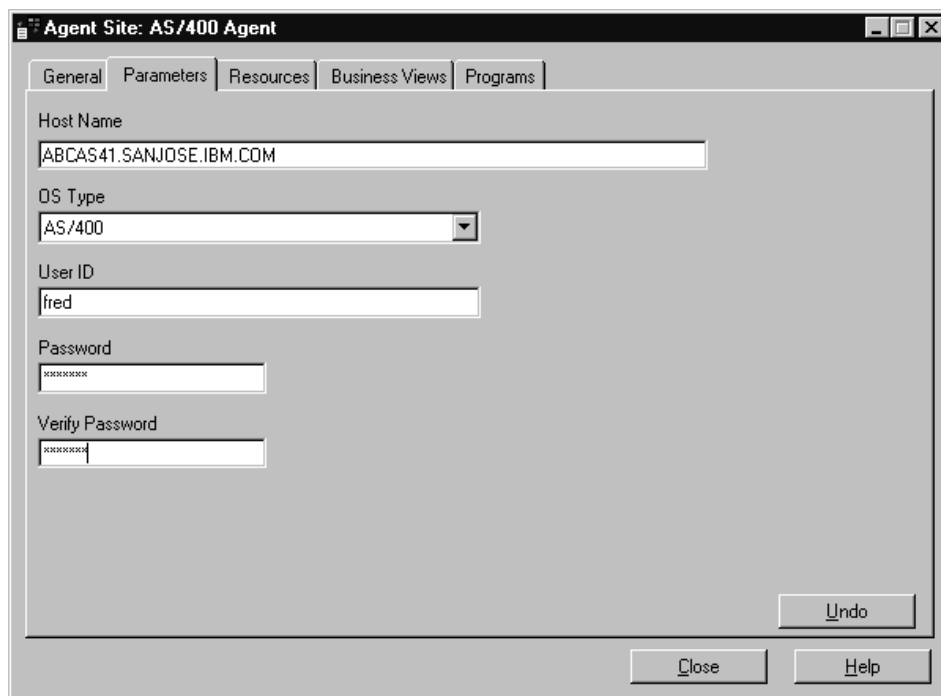 Agent Site: AS/400 Agent
General Parameters Resources Business Views Programs
Host Name
ABCAS41.SANJOSE.IBM.COM
OS Type
AS/400
User ID
fred
Password
*******
Verify Password
*******
Undo
Close Help